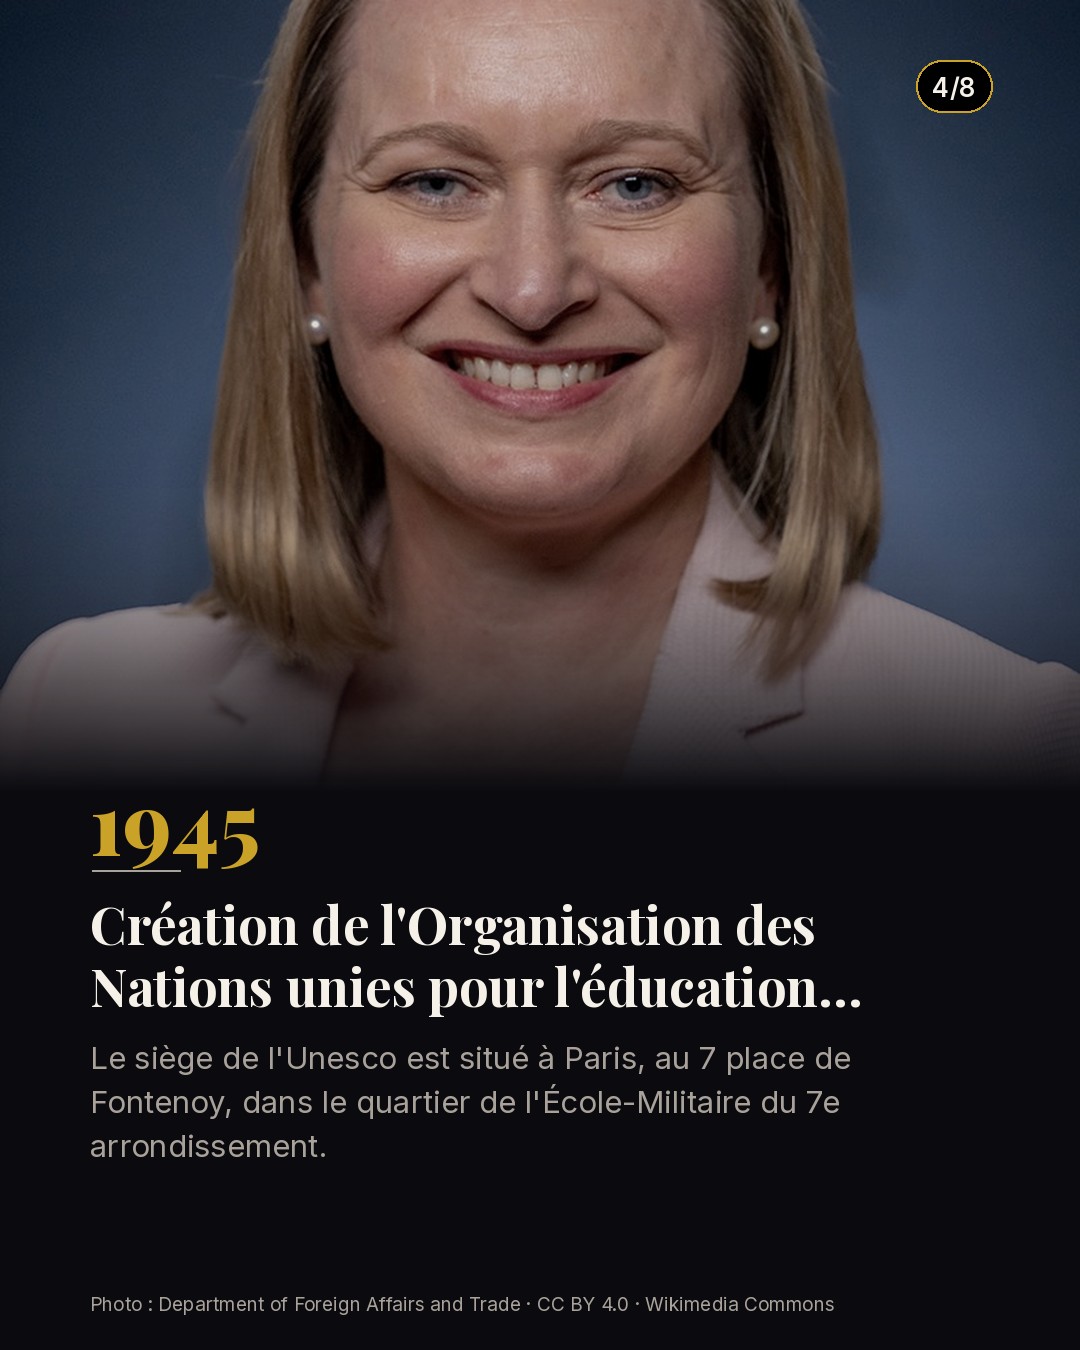 4/8
1945
Création de l'Organisation des
Nations unies pour l'éducation...
Le siège de l'Unesco est situé à Paris, au 7 place de
Fontenoy, dans le quartier de l'École-Militaire du 7e
arrondissement.
Photo : Department of Foreign Affairs and Trade · CC BY 4.0 · Wikimedia Commons